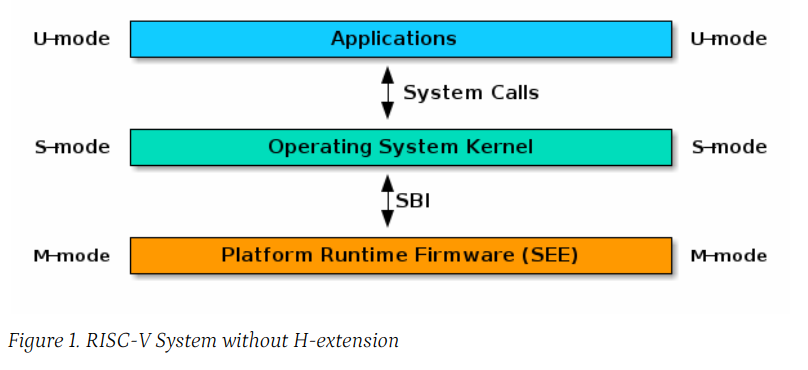 U-mode Applications U-mode
System Calls
S-mode Operating System Kernel S-mode
SBI
M-mode Platform Runtime Firmware (SEE) M-mode
Figure 1. RISC-V System without H-extension